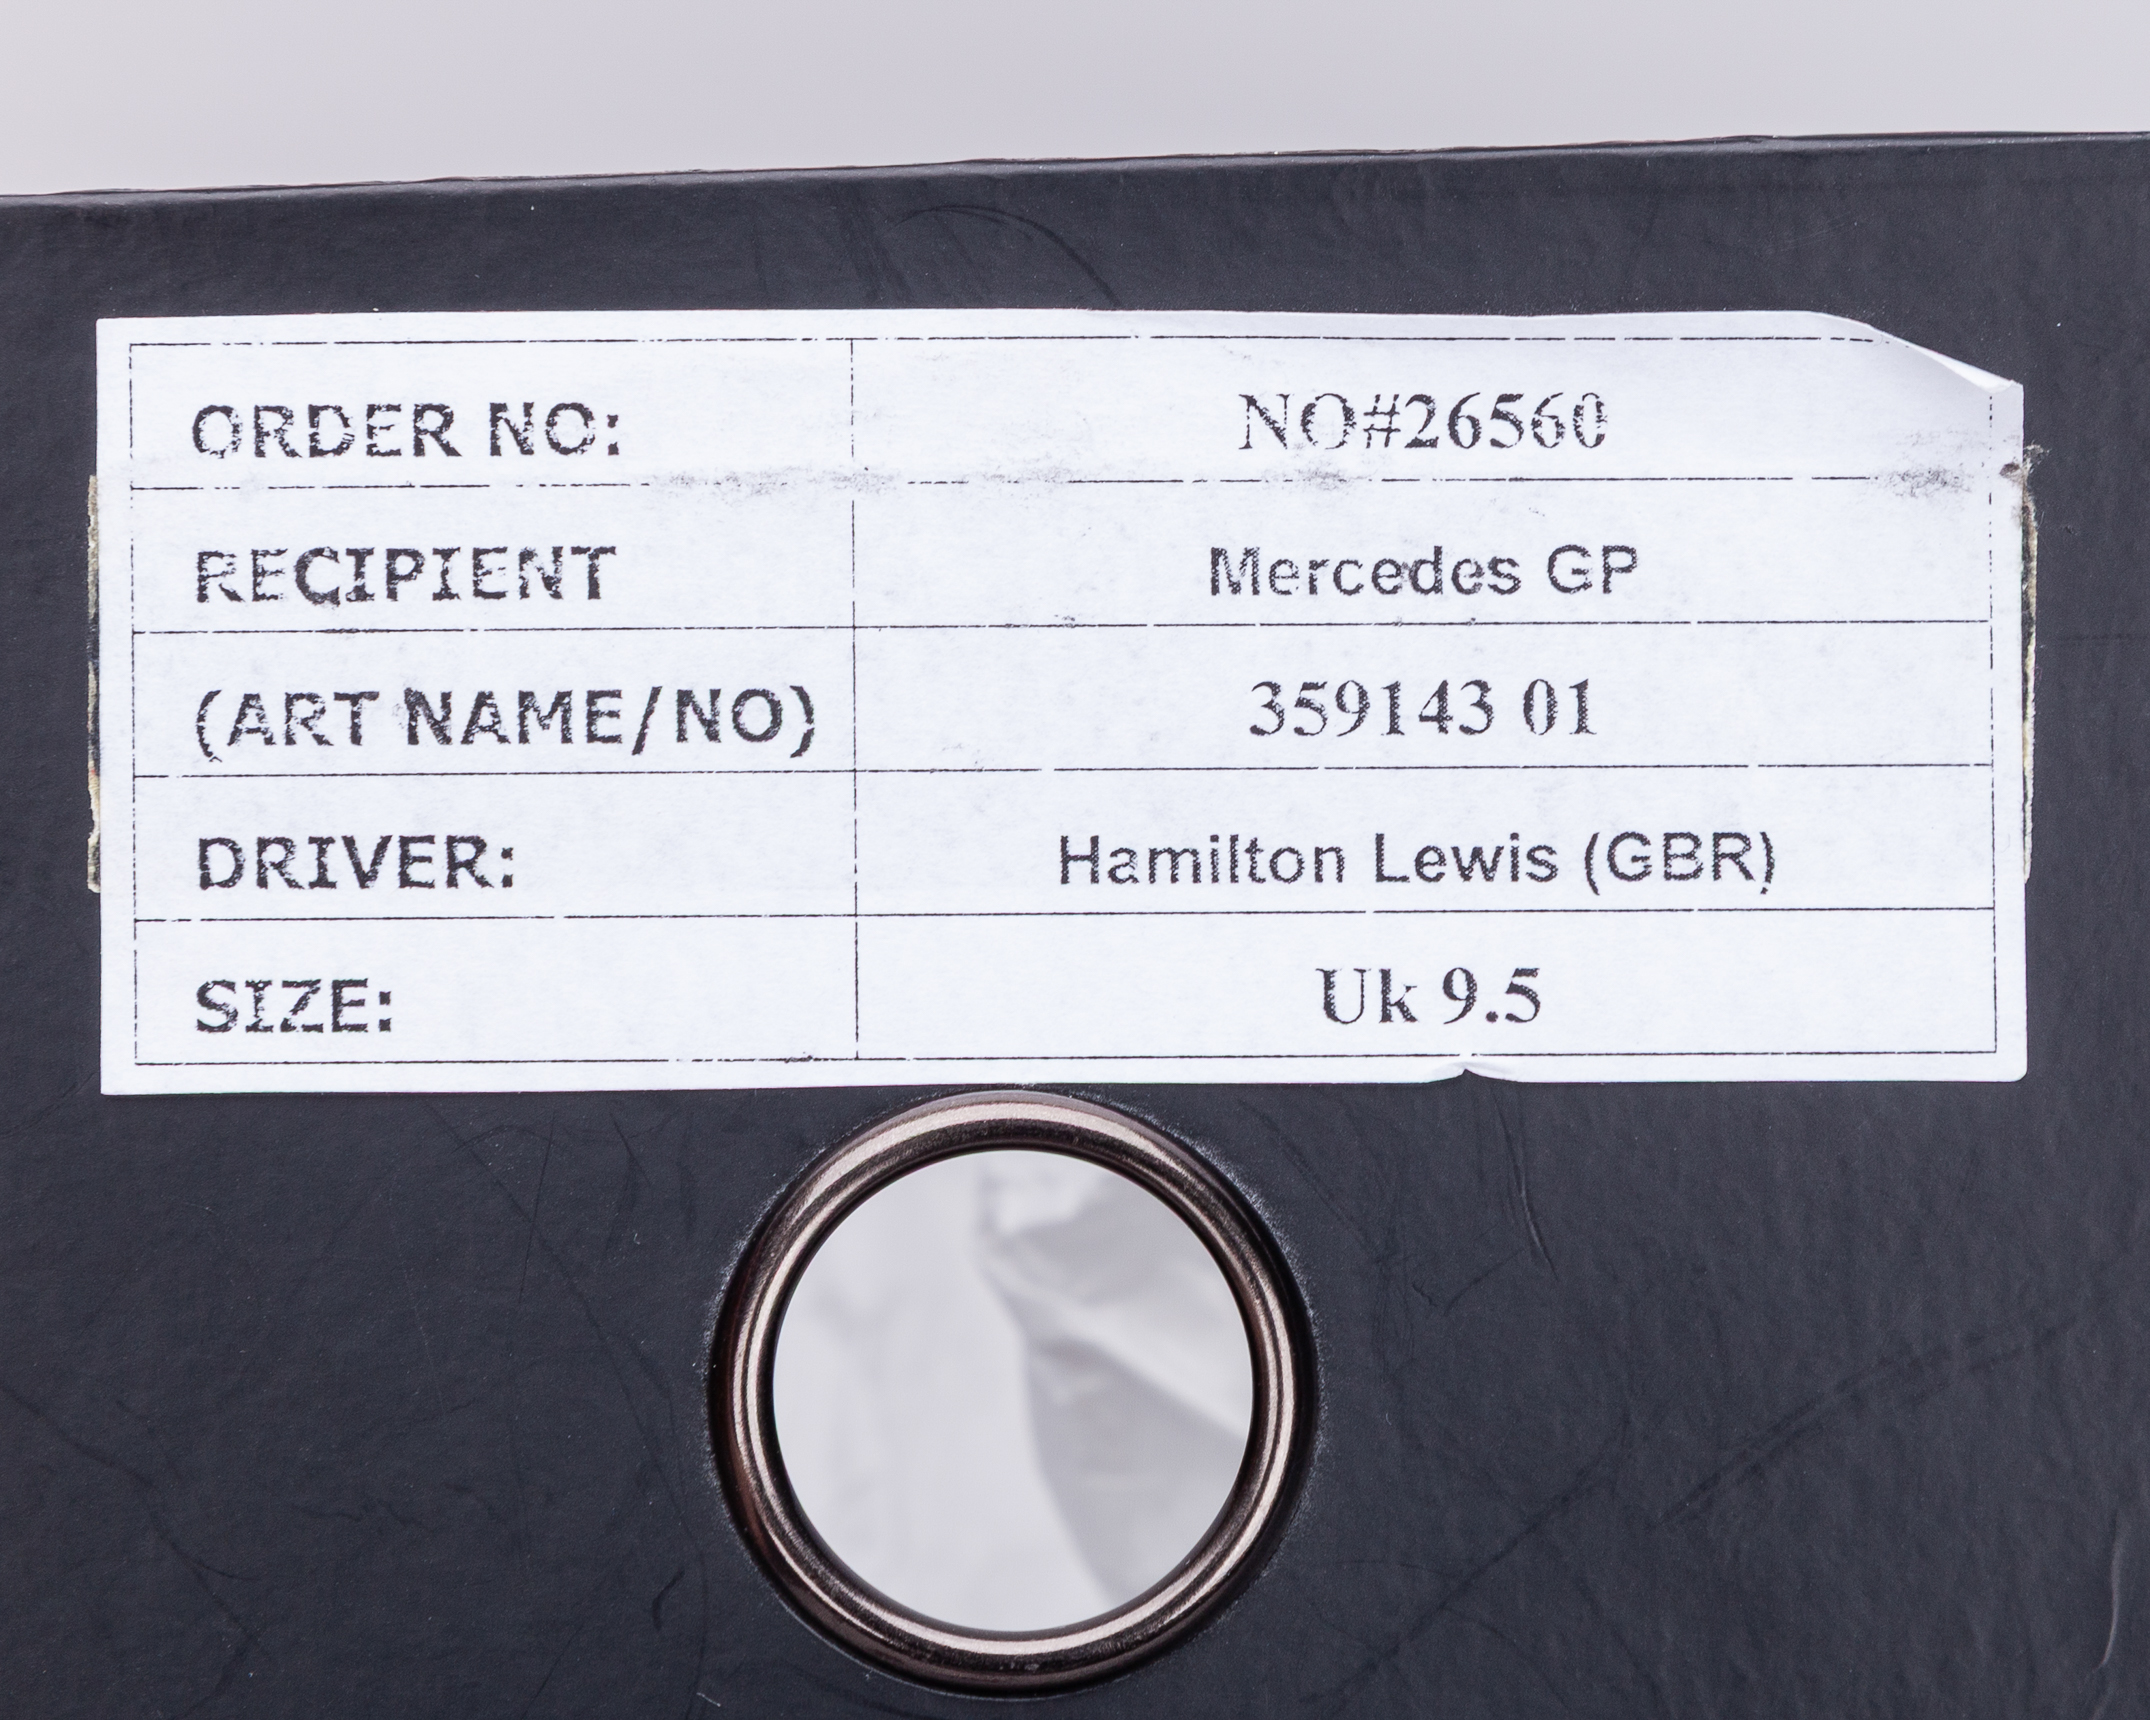 ORDER NO: NO#26560
RECIPIENT Mercedes GP
(ART NAME/NO) 359143 01
DRIVER: Hamilton Lewis (GBR)
SIZE: Uk 9.5